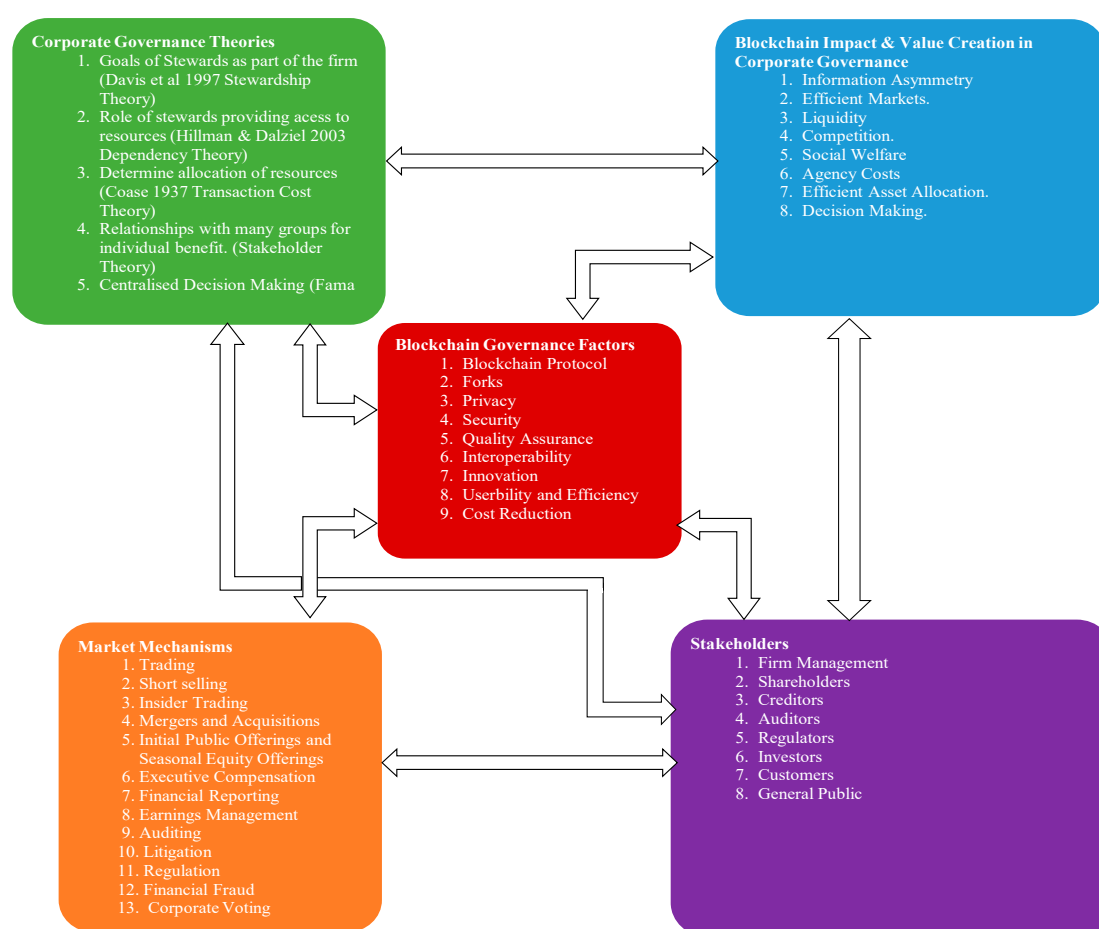 Corporate Governance Theories
1. Goals of Stewards as part of the firm
(Davis et al 1997 Stewardship
Theory)
2. Role of stewards providing acess to
resources (Hillman & Dalziel 2003
Dependency Theory)
3. Determine allocation of resources
(Coase 1937 Transaction Cost
Theory)
4. Relationships with many groups for
individual benefit. (Stakeholder
Theory)
5. Centralised Decision Making (Fama
Blockchain Impact & Value Creation in
Corporate Governance
1. Information Asymmetry
2. Efficient Markets.
3. Liquidity
4. Competition.
5. Social Welfare
6. Agency Costs
7. Efficient Asset Allocation.
8. Decision Making.
Blockchain Governance Factors
1. Blockchain Protocol
2. Forks
3. Privacy
4. Security
5. Quality Assurance
6. Interoperability
7. Innovation
8. Userbility and Efficiency
9. Cost Reduction
Market Mechanisms
1. Trading
2. Short selling
3. Insider Trading
4. Mergers and Acquisitions
5. Initial Public Offerings and
Seasonal Equity Offerings
6. Executive Compensation
7. Financial Reporting
8. Earnings Management
9. Auditing
10. Litigation
11. Regulation
12. Financial Fraud
13. Corporate Voting
Stakeholders
1. Firm Management
2. Shareholders
3. Creditors
4. Auditors
5. Regulators
6. Investors
7. Customers
8. General Public